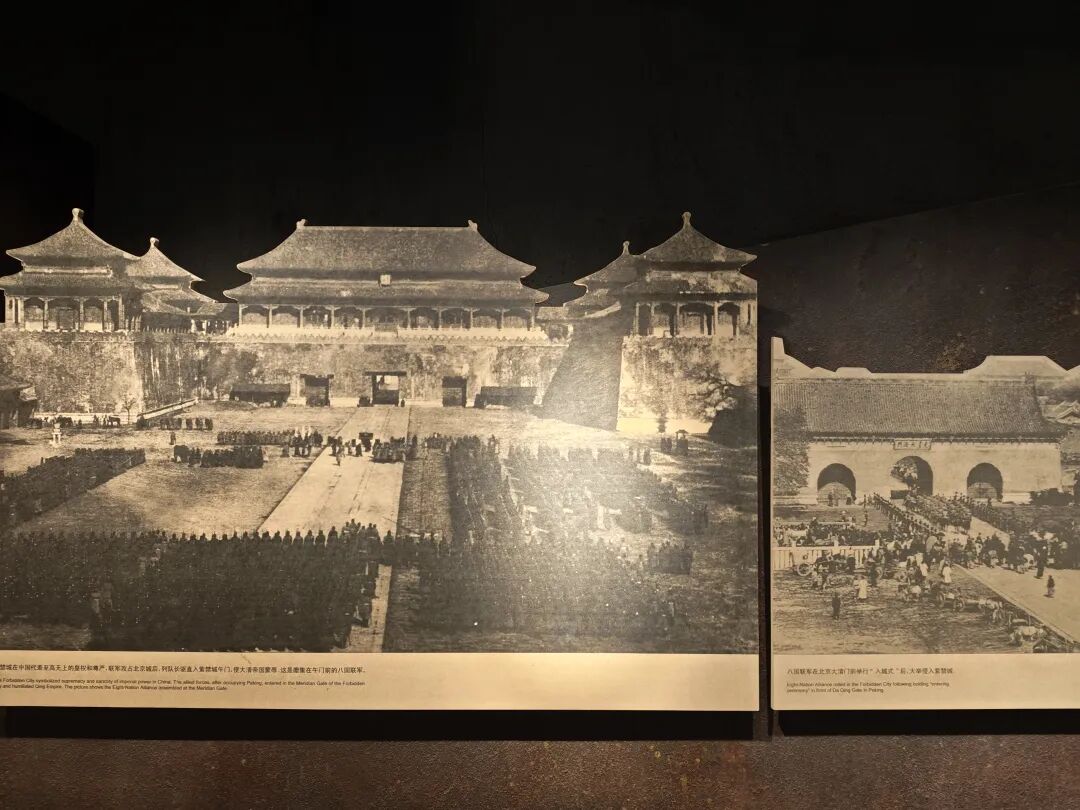 禁城在中国代表至高无上的皇权和尊严，联军攻占北京城后，列队长驱直入紫禁城午门，使大清帝国蒙辱。这是聚集在午门前的八国联军。
Forbidden City symbolized supremacy and sanctity of imperial power in China. The allied forces, after occupying Peking, entered in the Meridian Gate of the Forbidden
and humiliated Qing Empire. The picture shows the Eight-Nation Alliance assembled at the Meridian Gate.
八国联军在北京大清门前举行“入城式”后，大举侵入紫禁城。
Eight-Nation Alliance in the Forbidden City following holding "entering
ceremony" in front of Da Qing Gate in Peking.